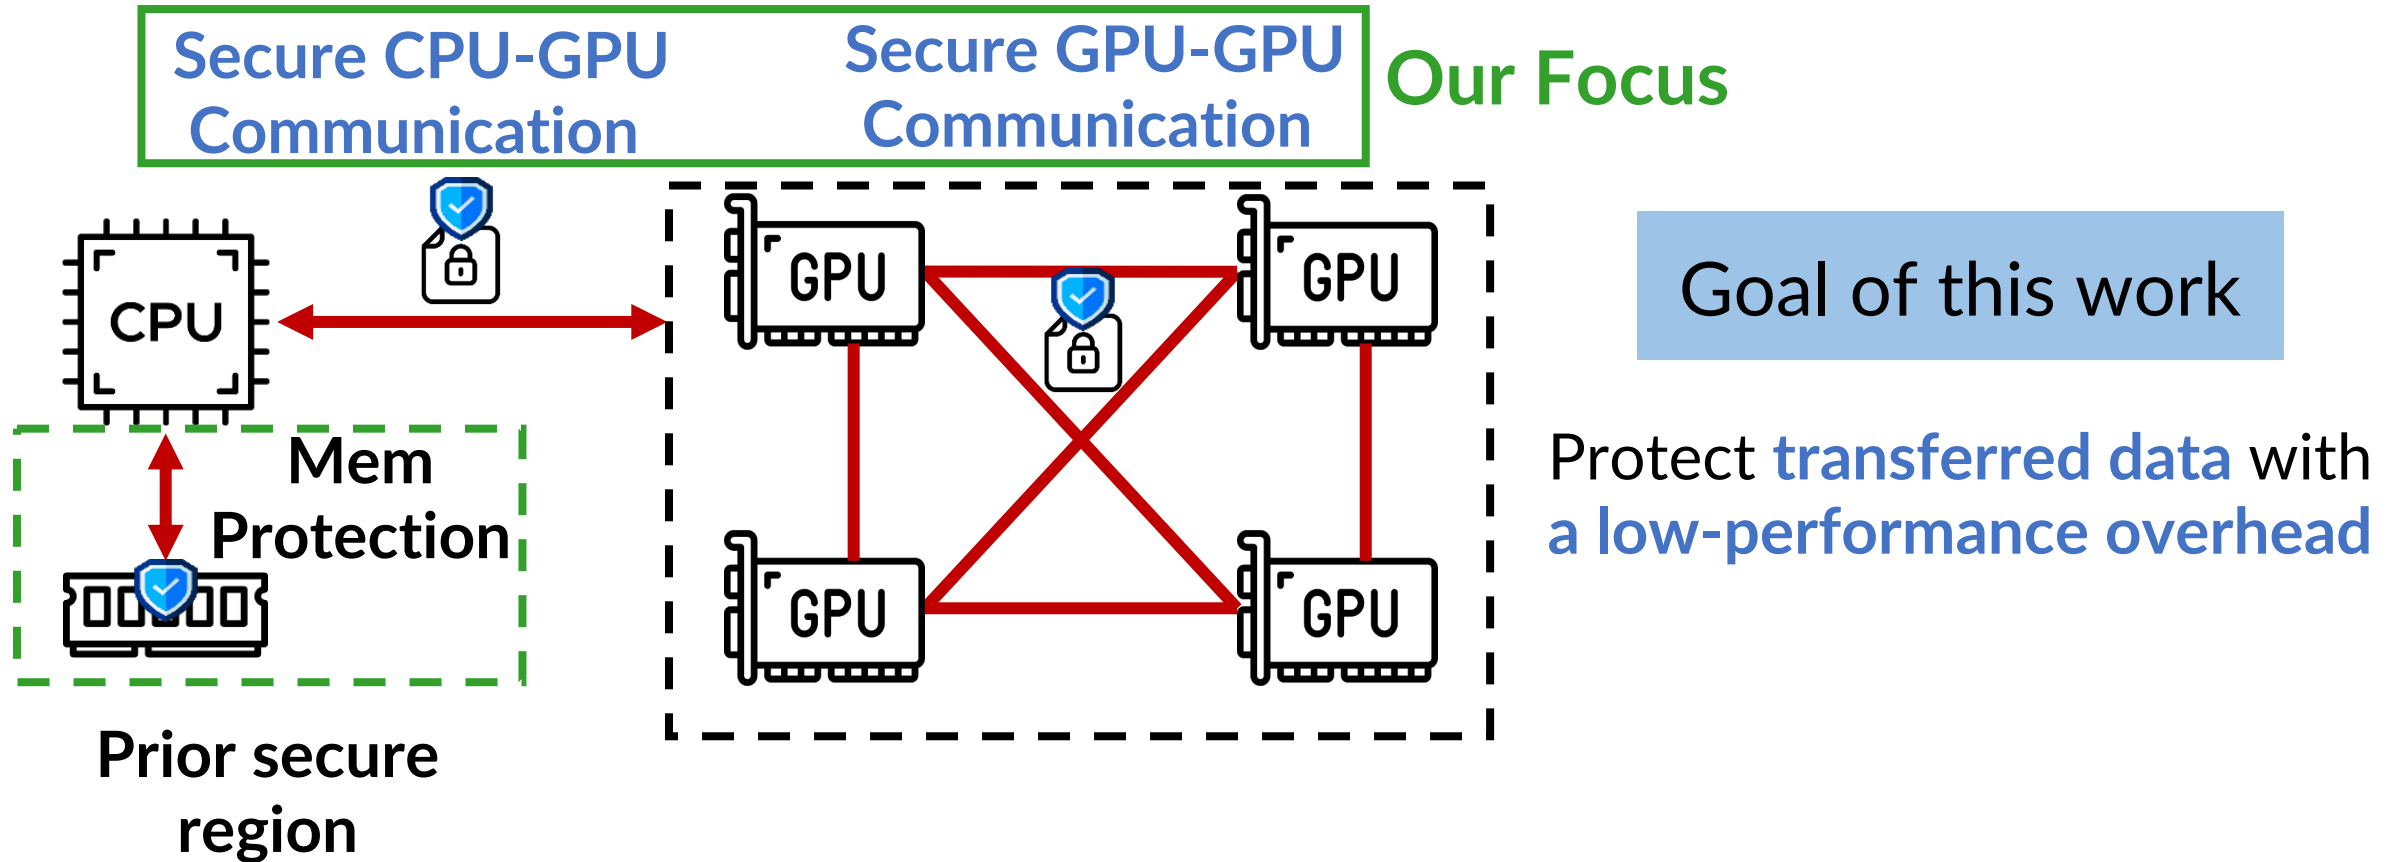 Secure CPU-GPU
Communication
Secure GPU-GPU
Communication
Our Focus
CPU
GPU
GPU
GPU
GPU
Mem
Protection
Prior secure
region
Goal of this work
Protect transferred data with
a low-performance overhead